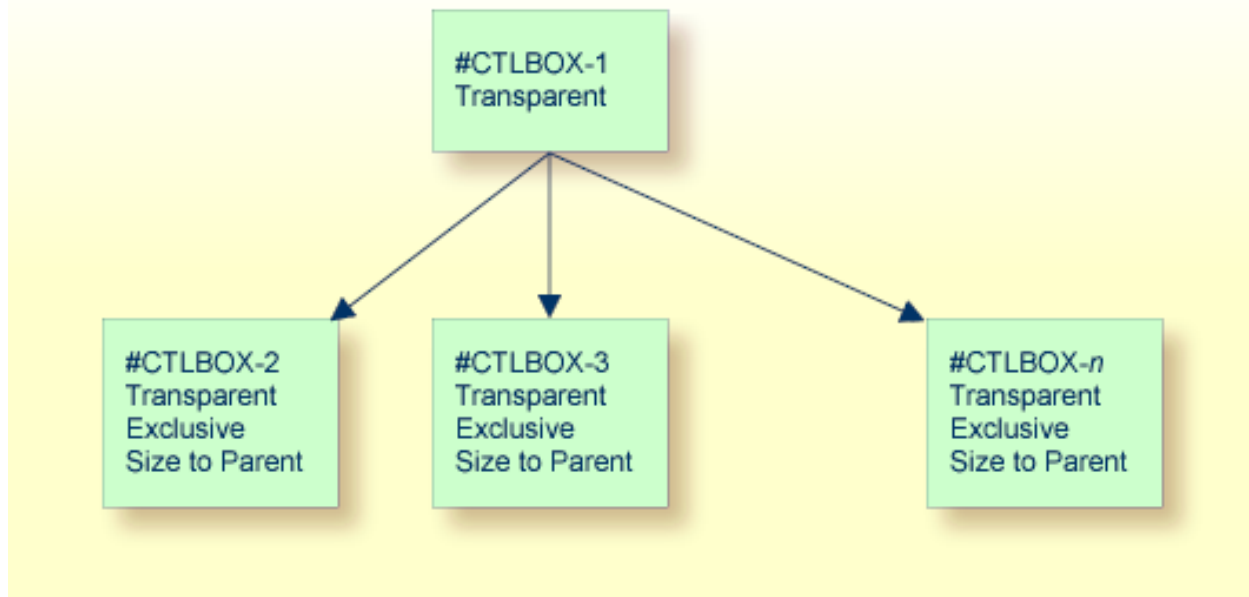 #CTLBOX-1
Transparent
#CTLBOX-2
Transparent
Exclusive
Size to Parent
#CTLBOX-3
Transparent
Exclusive
Size to Parent
#CTLBOX-n
Transparent
Exclusive
Size to Parent